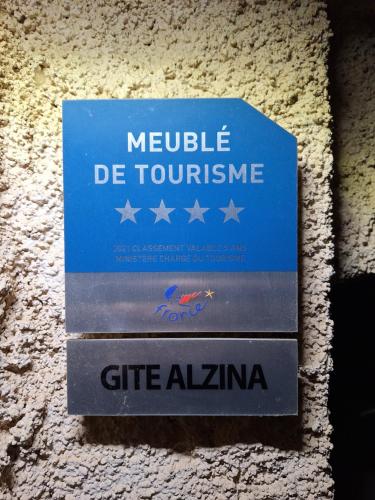 MEUBLÉ
DE TOURISME
2021 CLASSEMENT VALABLE 5 ANS
MINISTÈRE CHARGÉ DU TOURISME
france
GITE ALZINA